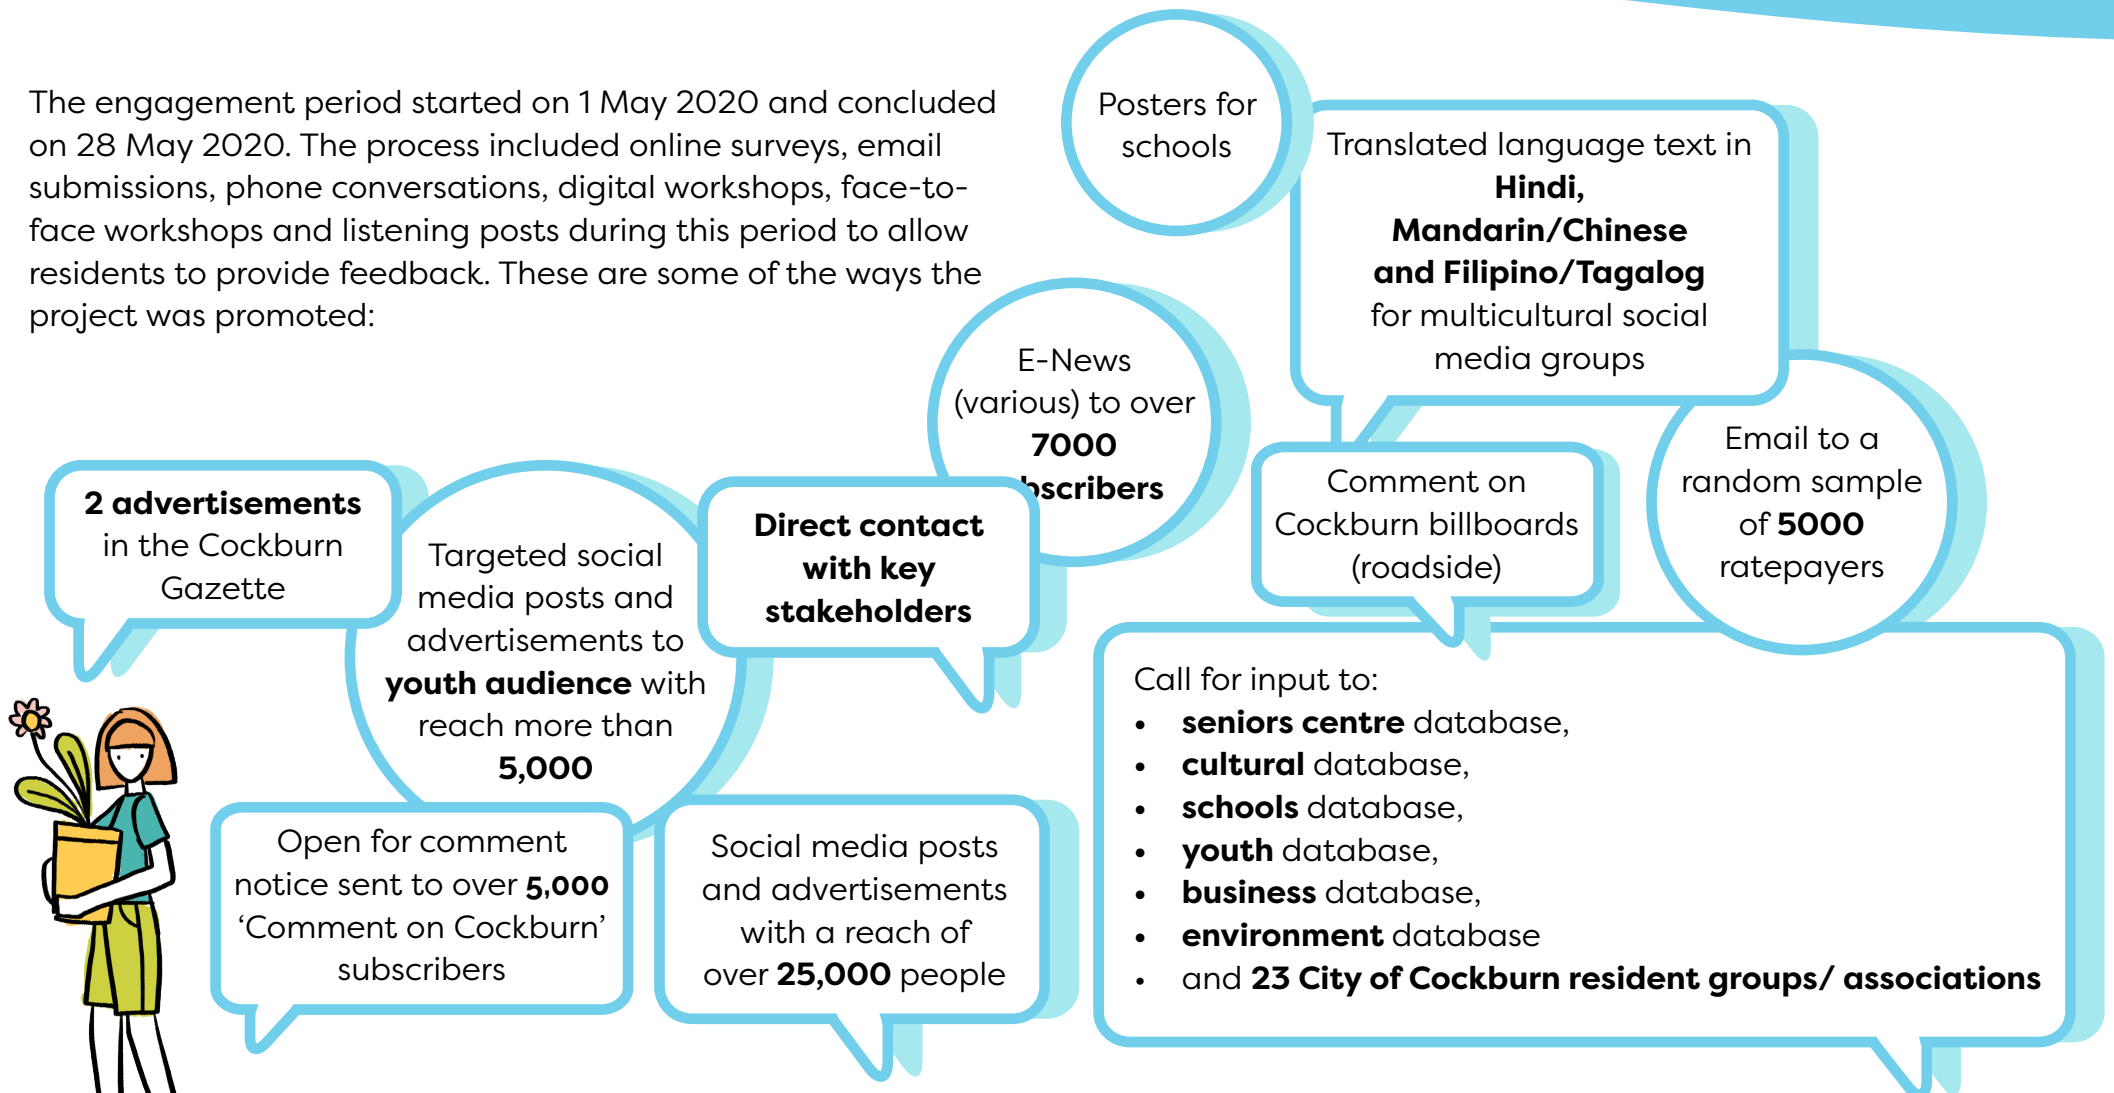 The engagement period started on 1 May 2020 and concluded
on 28 May 2020. The process included online surveys, email
submissions, phone conversations, digital workshops, face-to-
face workshops and listening posts during this period to allow
residents to provide feedback. These are some of the ways the
project was promoted:
Posters for
schools
Translated language text in
Hindi,
Mandarin/Chinese
and Filipino/Tagalog
for multicultural social
media groups
E-News
(various) to over
7000
bscribers
Email to a
random sample
of 5000
ratepayers
2 advertisements
in the Cockburn
Gazette
Targeted social
media posts and
advertisements to
youth audience with
reach more than
5,000
Direct contact
with key
stakeholders
Comment on
Cockburn billboards
(roadside)
Open for comment
notice sent to over 5,000
‘Comment on Cockburn’
subscribers
Social media posts
and advertisements
with a reach of
over 25,000 people
Call for input to:
• seniors centre database,
• cultural database,
• schools database,
• youth database,
• business database,
• environment database
• and 23 City of Cockburn resident groups/ associations